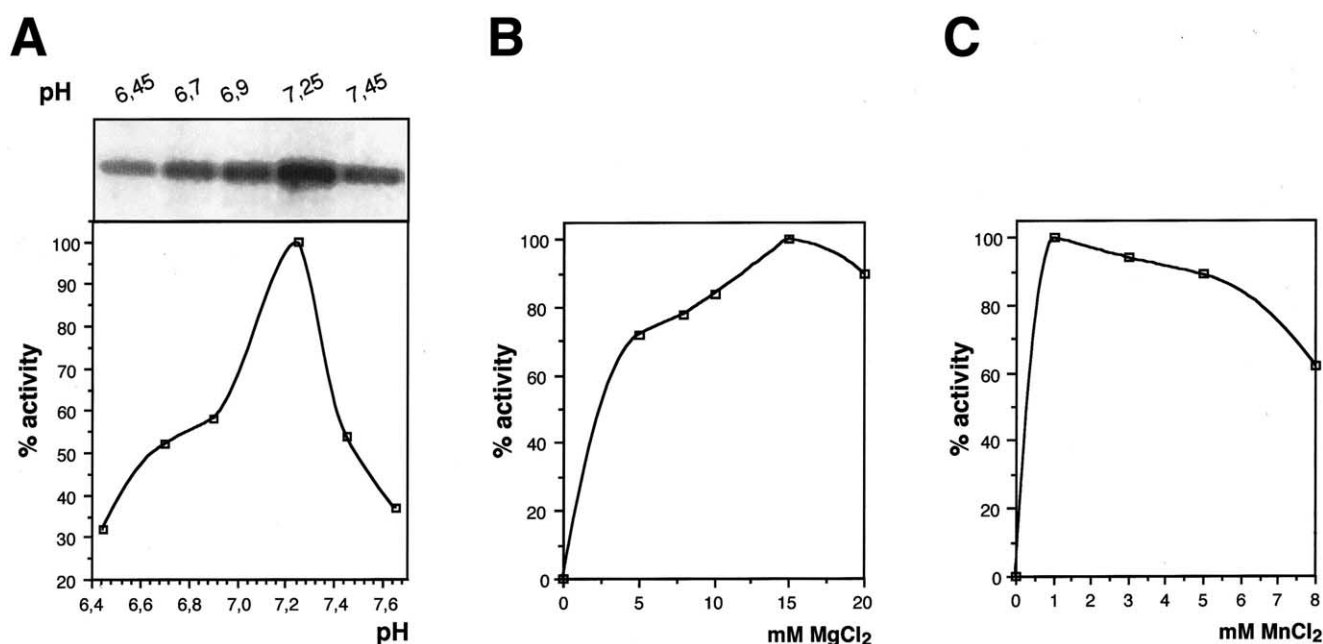 A
pH 6,45 6,7 6,9 7,25 7,45
100
90
80
70
60
50
40
30
20
% activity
6,4 6,6 6,8 7,0 7,2 7,4 7,6
pH
B
100
80
60
40
20
0
% activity
0 5 10 15 20
mM MgCl₂
C
100
80
60
40
20
0
% activity
0 1 2 3 4 5 6 7 8
mM MnCl₂